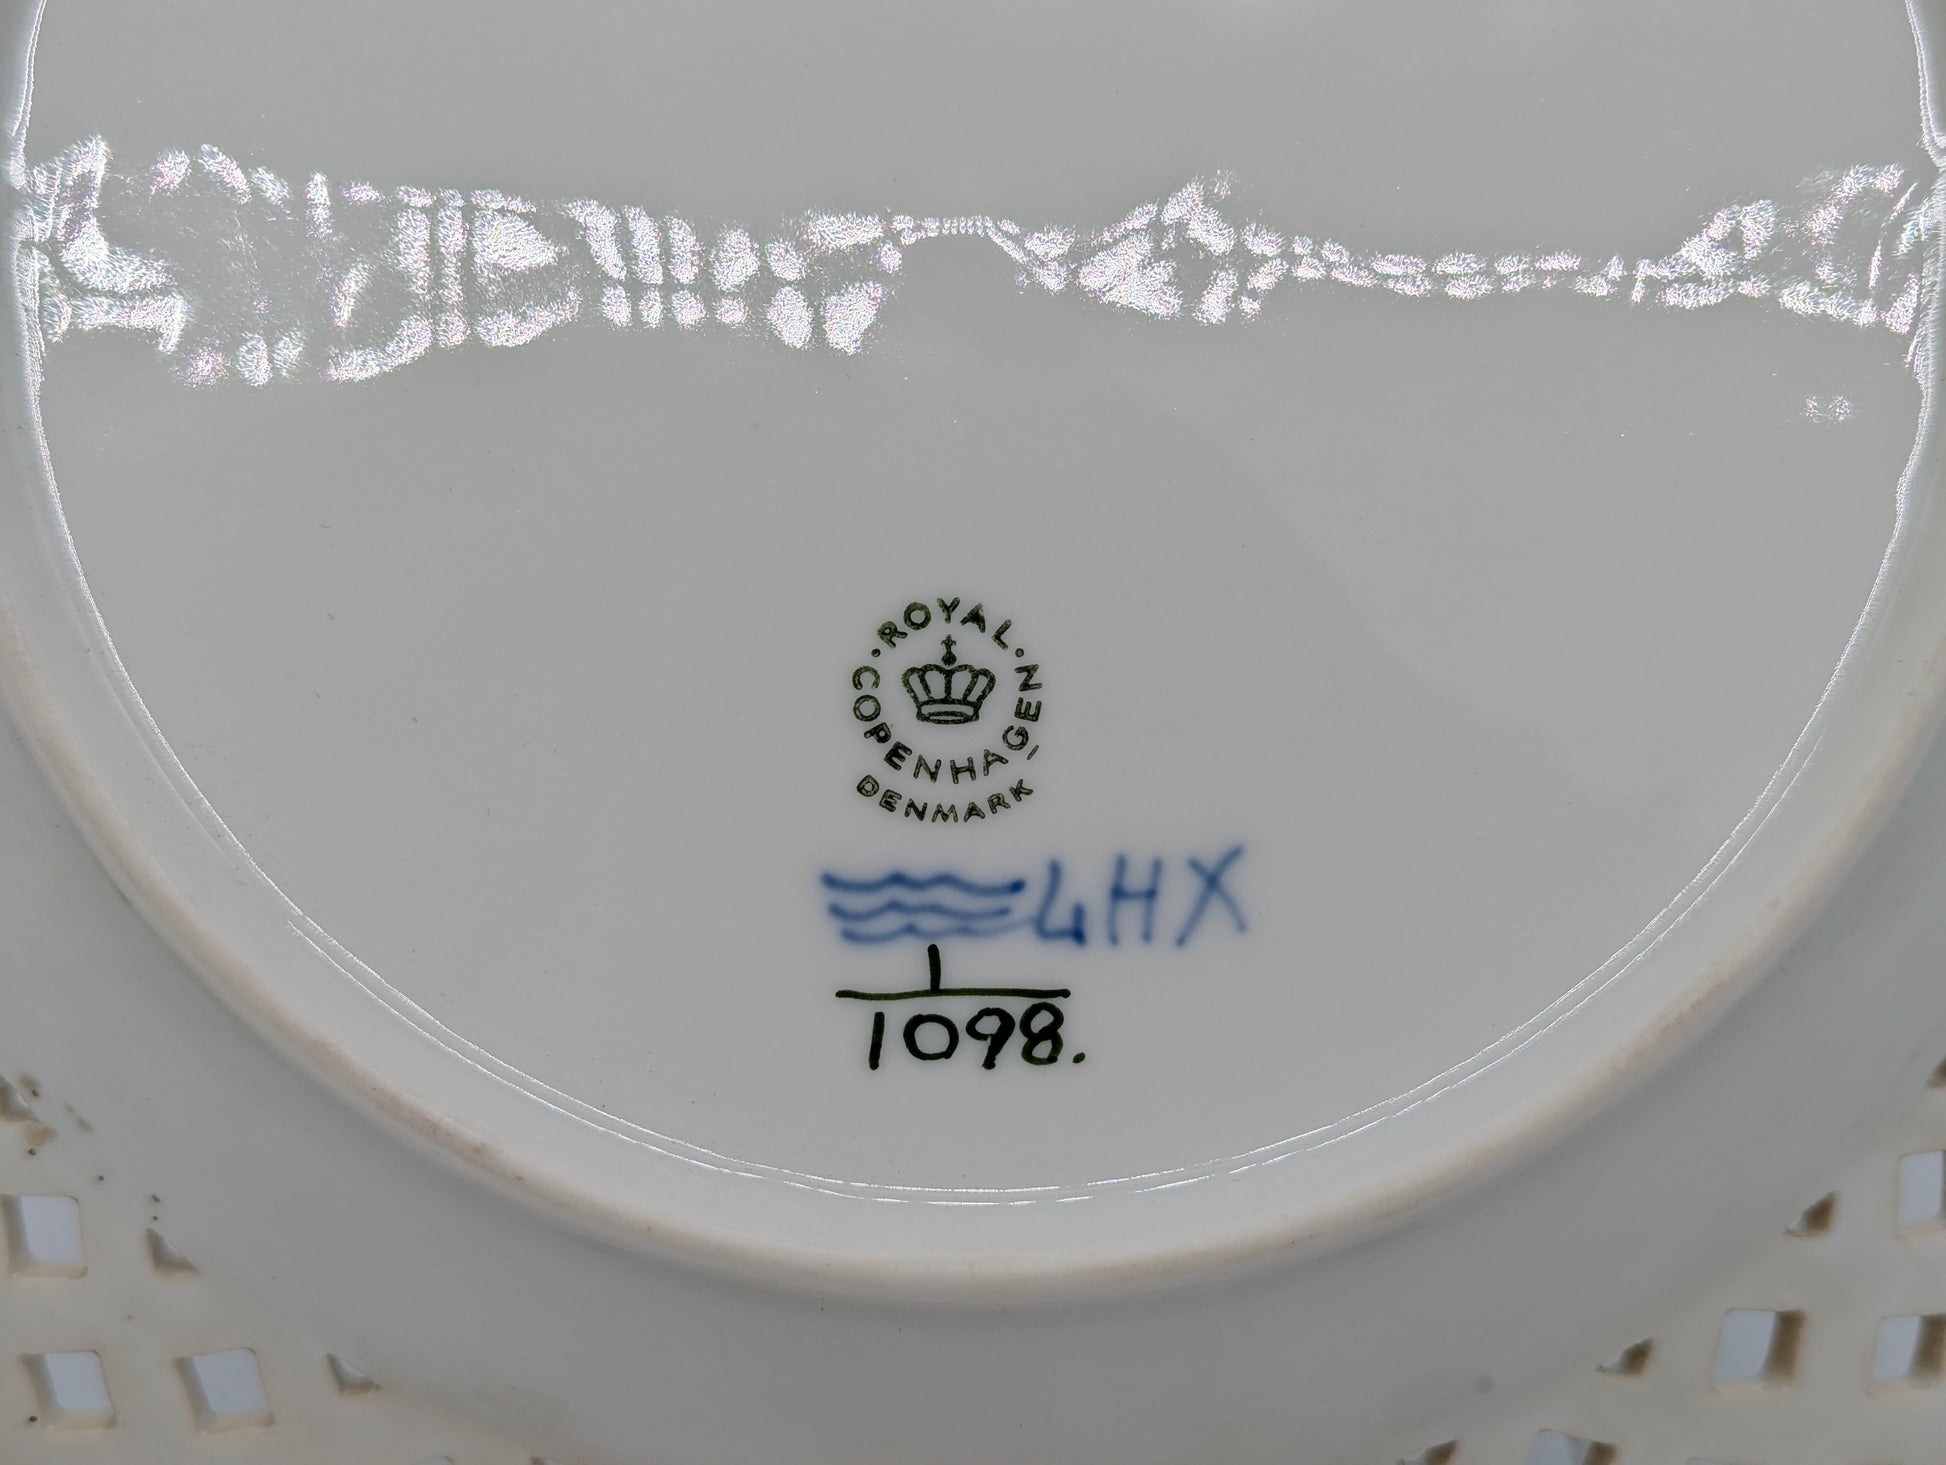 ROYAL
COPENHAGEN
DENMARK
4HX
1
1098.